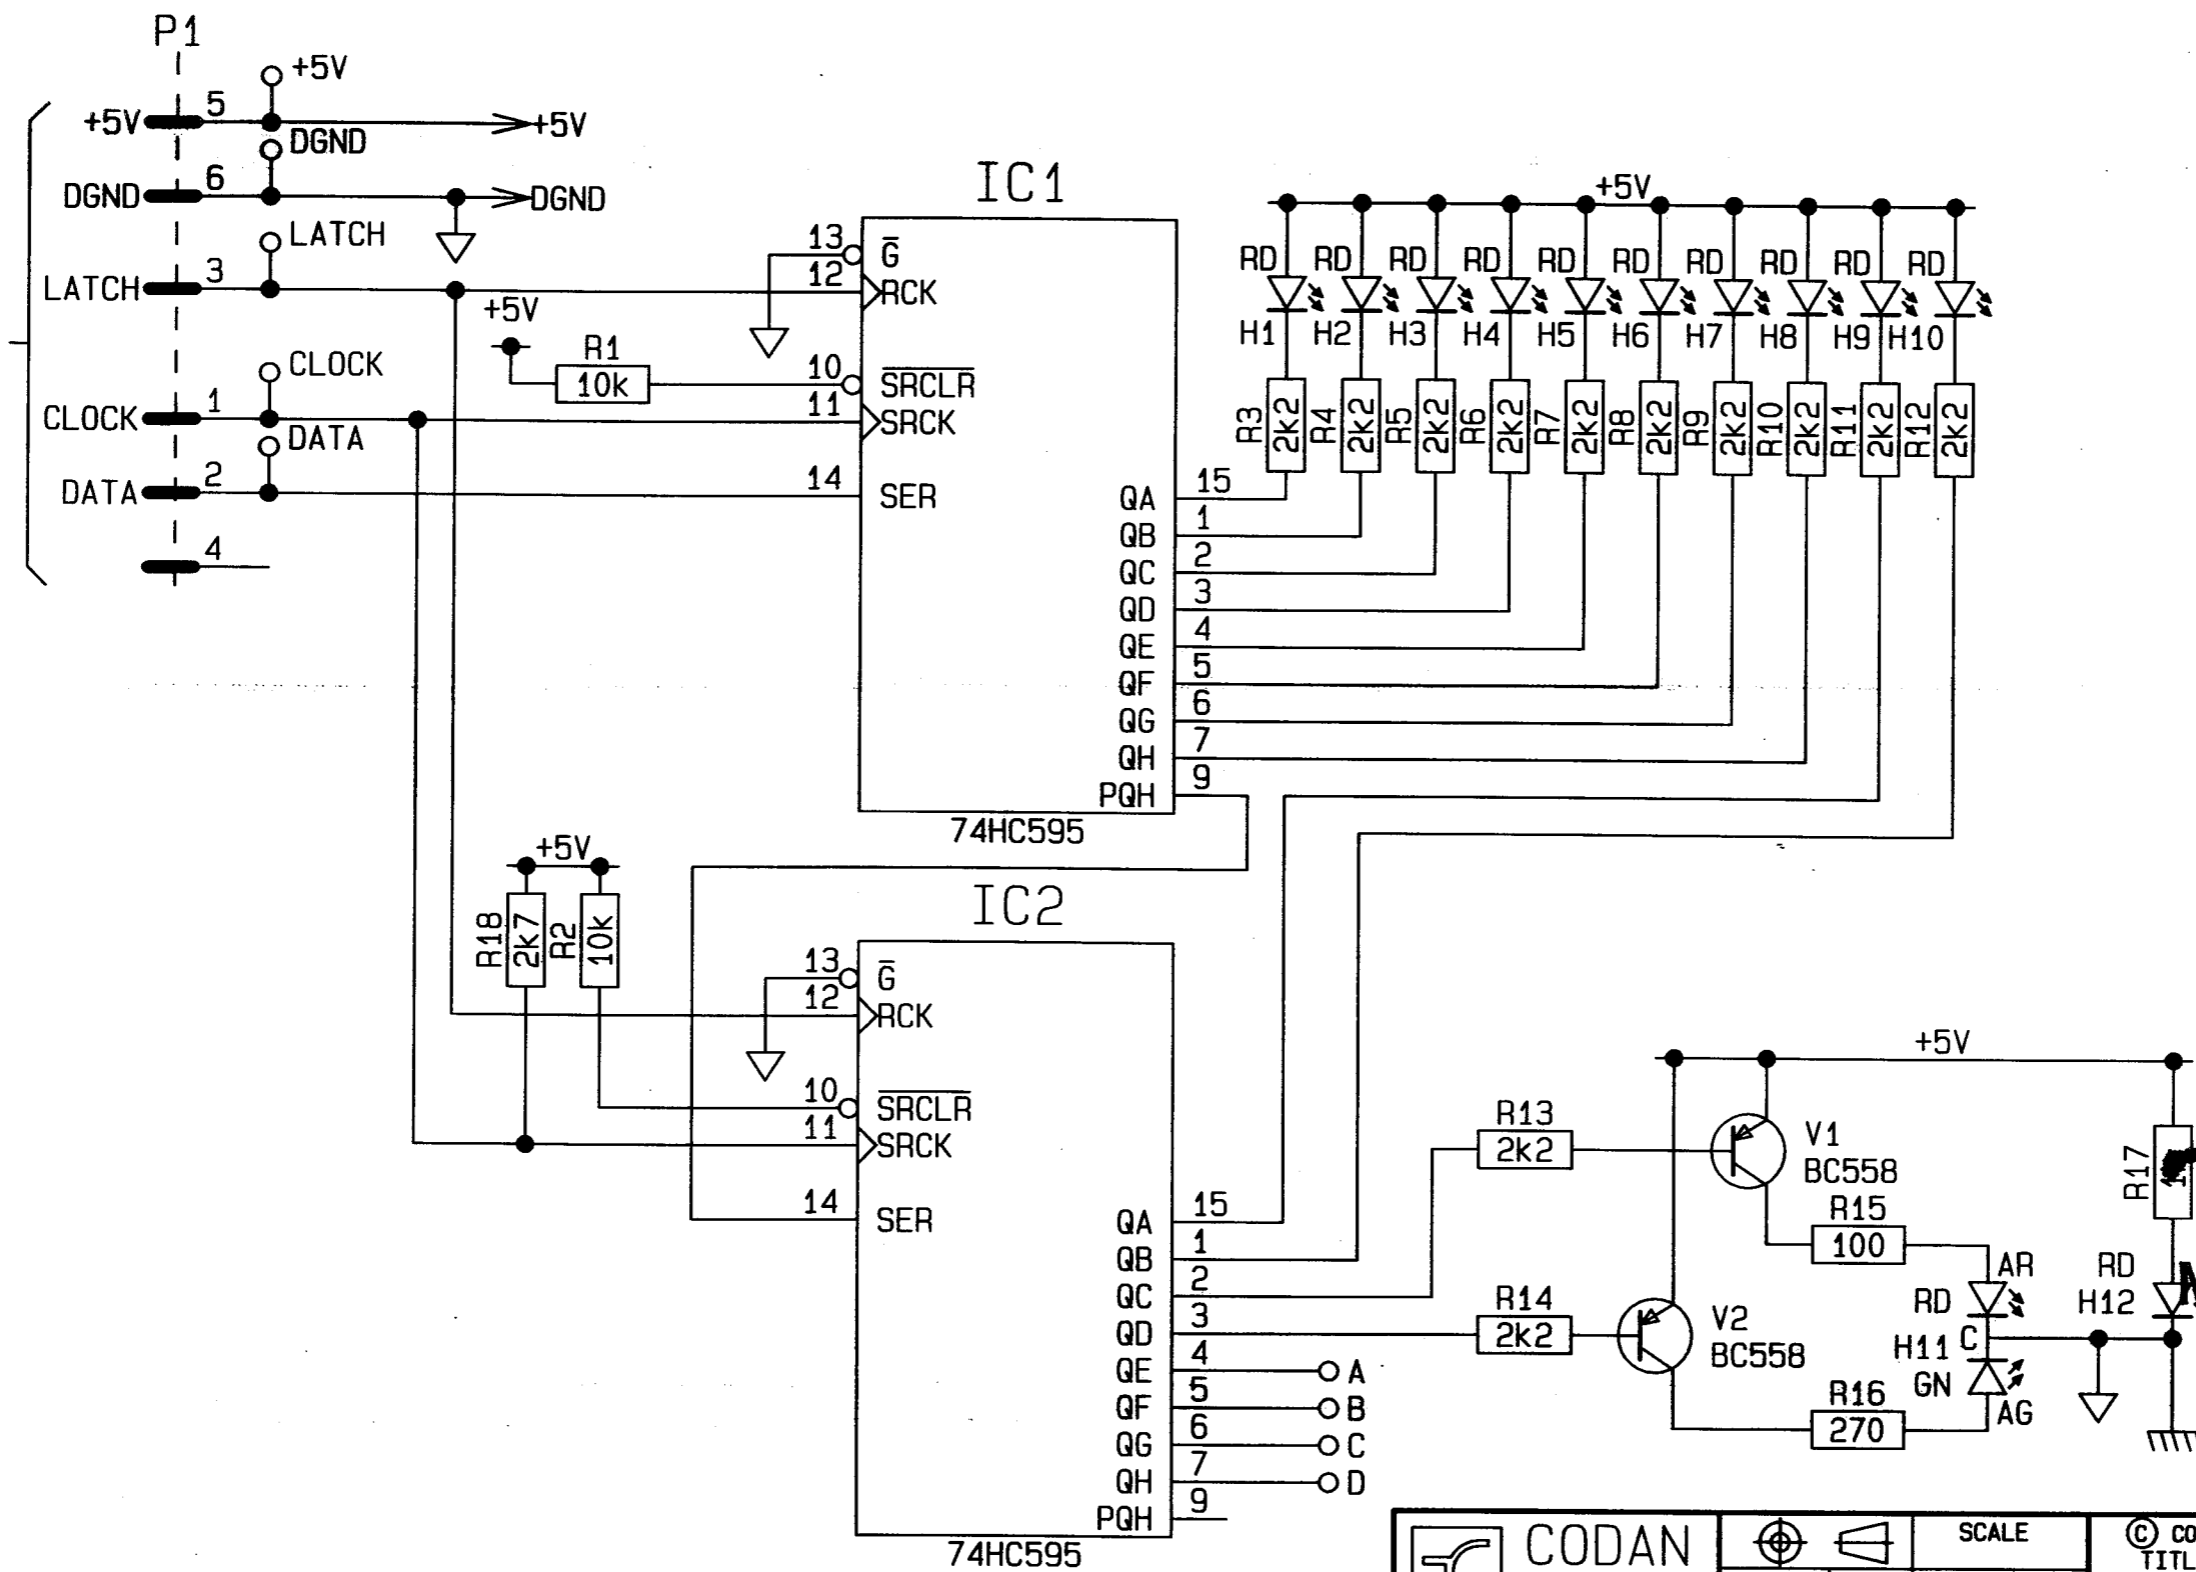 P1
+5V
+5V 5 +5V
DGND
DGND 6 DGND
LATCH
LATCH 3
CLOCK
CLOCK 1
DATA
DATA 2
4
+5V
R1
10k
IC1
13 G̅
12 RCK
10 S̅R̅C̅L̅R̅
11 SRCK
14 SER
QA 15
QB 1
QC 2
QD 3
QE 4
QF 5
QG 6
QH 7
PQH 9
74HC595
+5V
RD RD RD RD RD RD RD RD RD RD
H1 H2 H3 H4 H5 H6 H7 H8 H9 H10
R3 2k2 R4 2k2 R5 2k2 R6 2k2 R7 2k2 R8 2k2 R9 2k2 R10 2k2 R11 2k2 R12 2k2
+5V
R18 2k7 R2 10k
IC2
13 G̅
12 RCK
10 S̅R̅C̅L̅R̅
11 SRCK
14 SER
QA 15
QB 1
QC 2
QD 3
QE 4 A
QF 5 B
QG 6 C
QH 7 D
PQH 9
74HC595
+5V
R13
2k2
V1
BC558
R15
100
R14
2k2
V2
BC558
R16
270
AR
RD
C
H11
GN
AG
R17
RD
H12
CODAN
SCALE
© CO
TITL